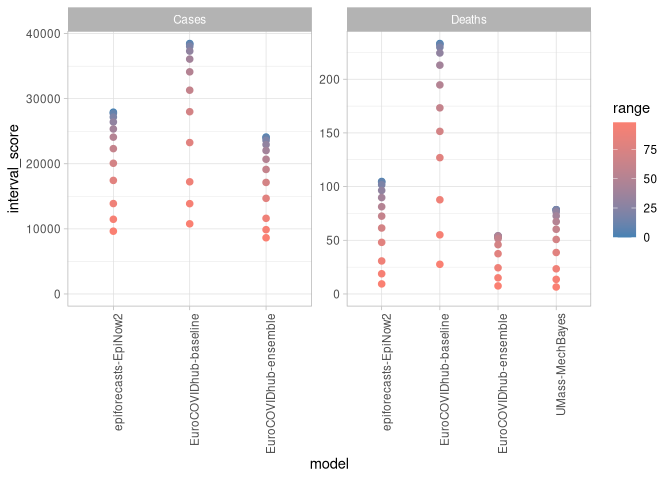 Cases
Deaths
interval_score
40000
30000
20000
10000
0
200
150
100
50
0
range
75
50
25
0
epiforecasts-EpiNow2
EuroCOVIDhub-baseline
EuroCOVIDhub-ensemble
epiforecasts-EpiNow2
EuroCOVIDhub-baseline
EuroCOVIDhub-ensemble
UMass-MechBayes
model